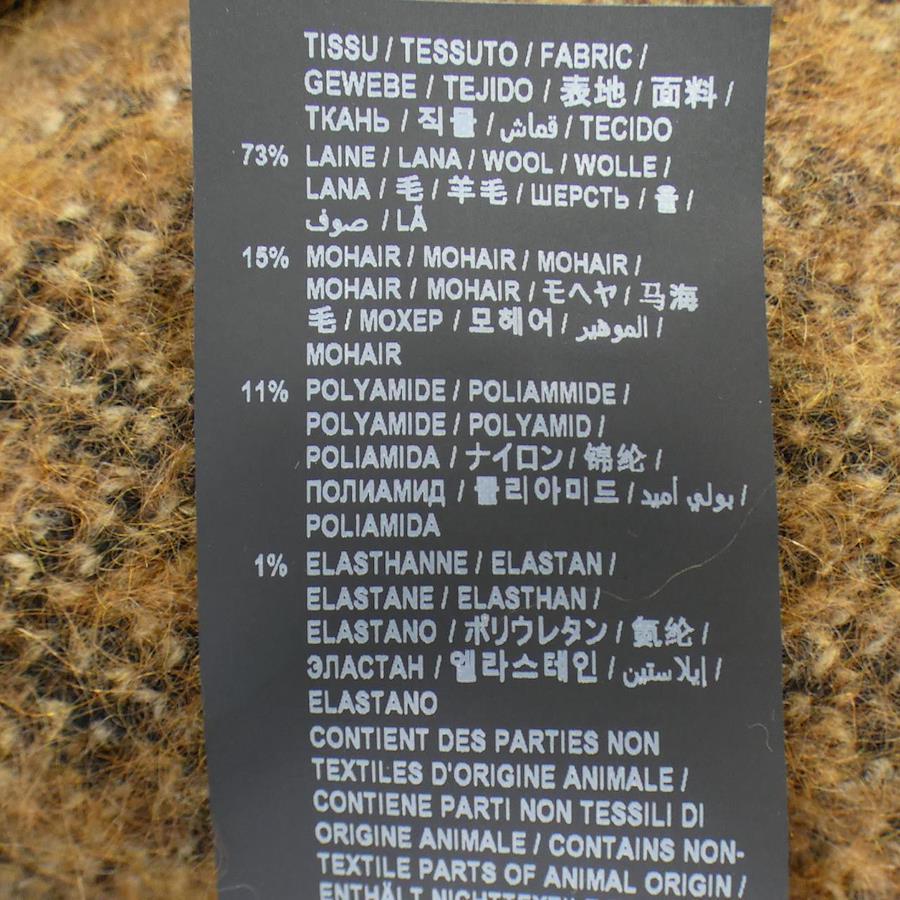 TISSU / TESSUTO / FABRIC /
GEWEBE / TEJIDO / 表地 / 面料 /
ТКАНЬ / 직물 / قماش / TECIDO
73% LAINE / LANA / WOOL / WOLLE /
LANA / 毛 / 羊毛 / ШЕРСТЬ / 울 /
صوف / LÃ
15% MOHAIR / MOHAIR / MOHAIR /
MOHAIR / MOHAIR / モヘヤ / 马海
毛 / МОХЕР / 모헤어 / الموهير /
MOHAIR
11% POLYAMIDE / POLIAMMIDE /
POLYAMIDE / POLYAMID /
POLIAMIDA / ナイロン / 锦纶 /
ПОЛИАМИД / 폴리아미드 / بولي أميد /
POLIAMIDA
1% ELASTHANNE / ELASTAN /
ELASTANE / ELASTHAN /
ELASTANO / ポリウレタン / 氨纶 /
ЭЛАСТАН / 엘라스테인 / إيلاستين /
ELASTANO
CONTIENT DES PARTIES NON
TEXTILES D'ORIGINE ANIMALE /
CONTIENE PARTI NON TESSILI DI
ORIGINE ANIMALE / CONTAINS NON-
TEXTILE PARTS OF ANIMAL ORIGIN /
ENTHÄLT